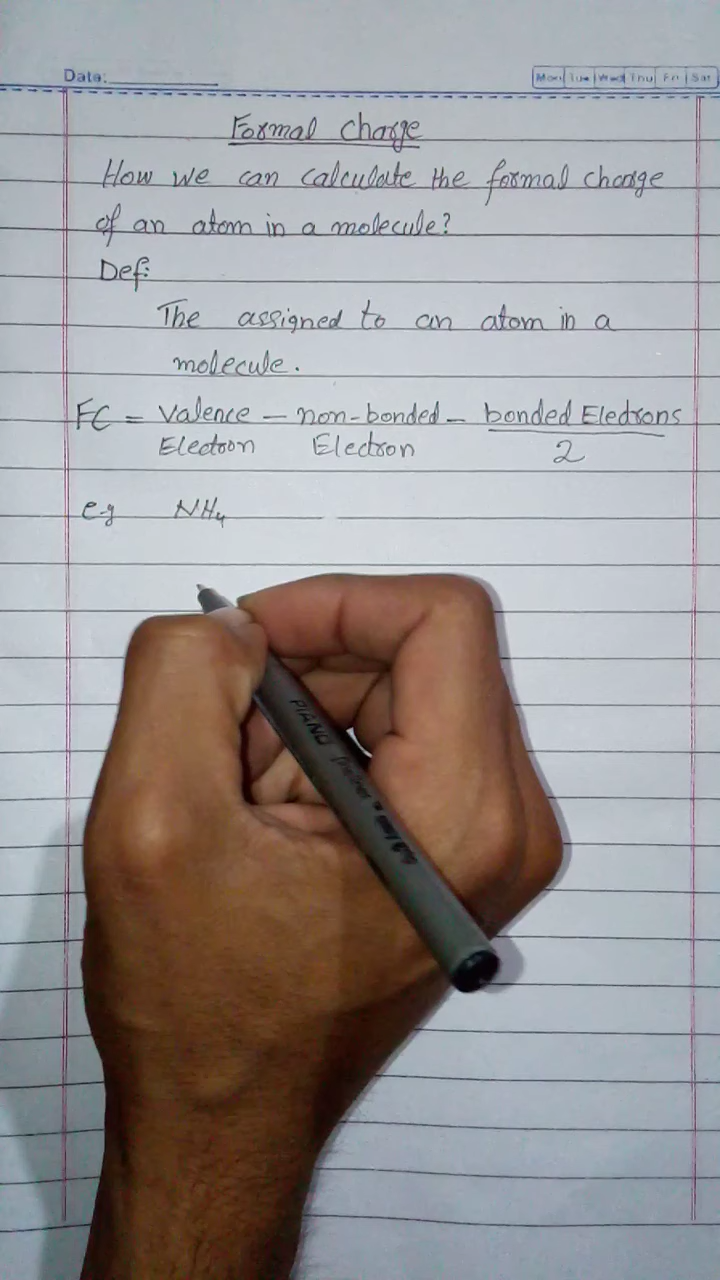 Date:
Mon Tue Wed Thu Fri Sat
Formal charge
How we can calculate the formal charge
of an atom in a molecule?
Def:
The assigned to an atom in a
molecule.
FC = Valence - non-bonded - bonded Electrons
Electron Electron 2
e-g NH₄
PIANO